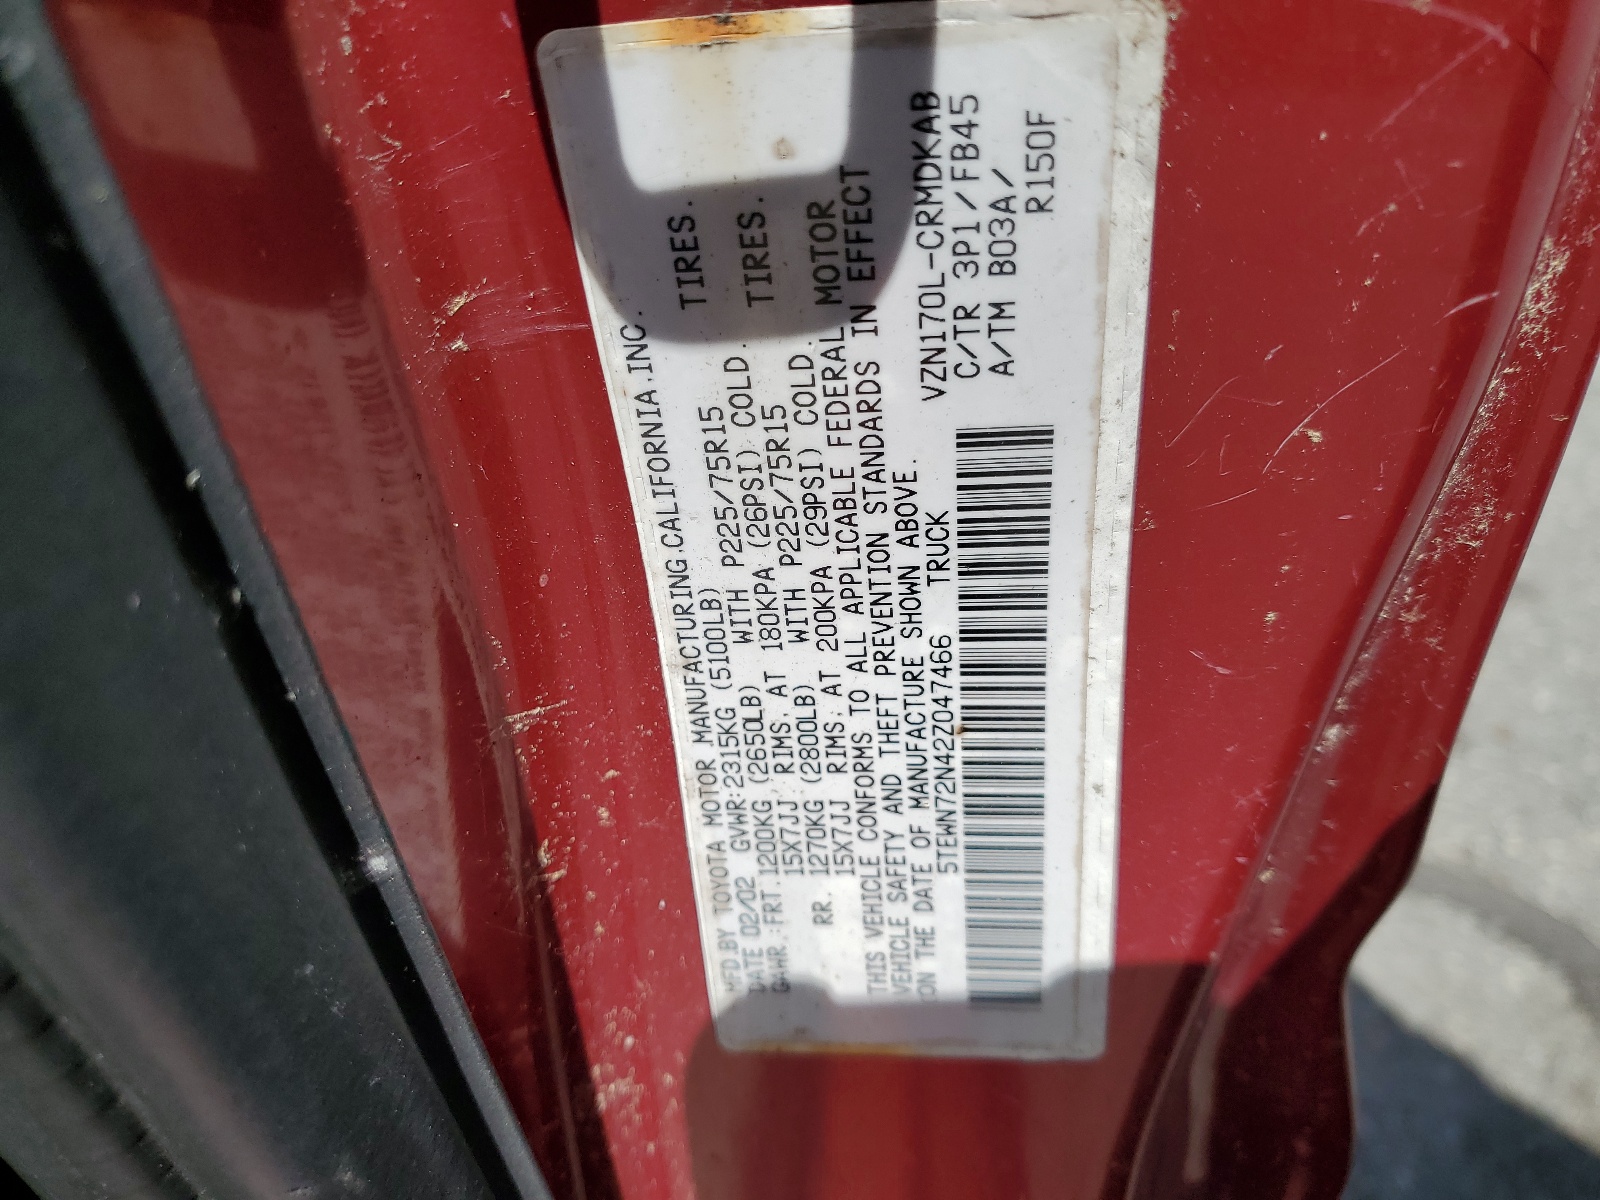 MFD.BY TOYOTA MOTOR MANUFACTURING.CALIFORNIA.INC.
DATE 02/02 GVWR:2315KG (5100LB)
GAWR.:FRT.1200KG (2650LB) WITH P225/75R15 TIRES.
15X7JJ RIMS, AT 180KPA (26PSI) COLD.
RR. 1270KG (2800LB) WITH P225/75R15 TIRES.
15X7JJ RIMS, AT 200KPA (29PSI) COLD.
THIS VEHICLE CONFORMS TO ALL APPLICABLE FEDERAL MOTOR
VEHICLE SAFETY AND THEFT PREVENTION STANDARDS IN EFFECT
ON THE DATE OF MANUFACTURE SHOWN ABOVE.
5TEWN72N42Z047466 TRUCK
VZN170L-CRMDKAB
C/TR 3P1/FB45
A/TM B03A/
R150F